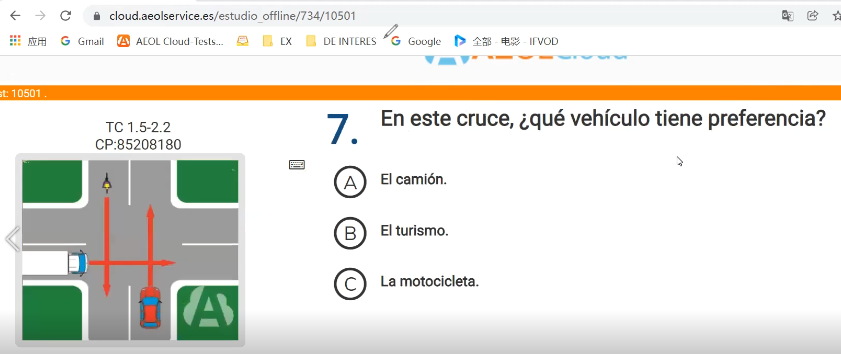 cloud.aeolservice.es/estudio_offline/734/10501
应用
Gmail
AEOL Cloud-Tests...
EX
DE INTERES
Google
全部 - 电影 - IFVOD
st: 10501 .
TC 1.5-2.2
CP:85208180
7.
En este cruce, ¿qué vehículo tiene preferencia?
A El camión.
B El turismo.
C La motocicleta.